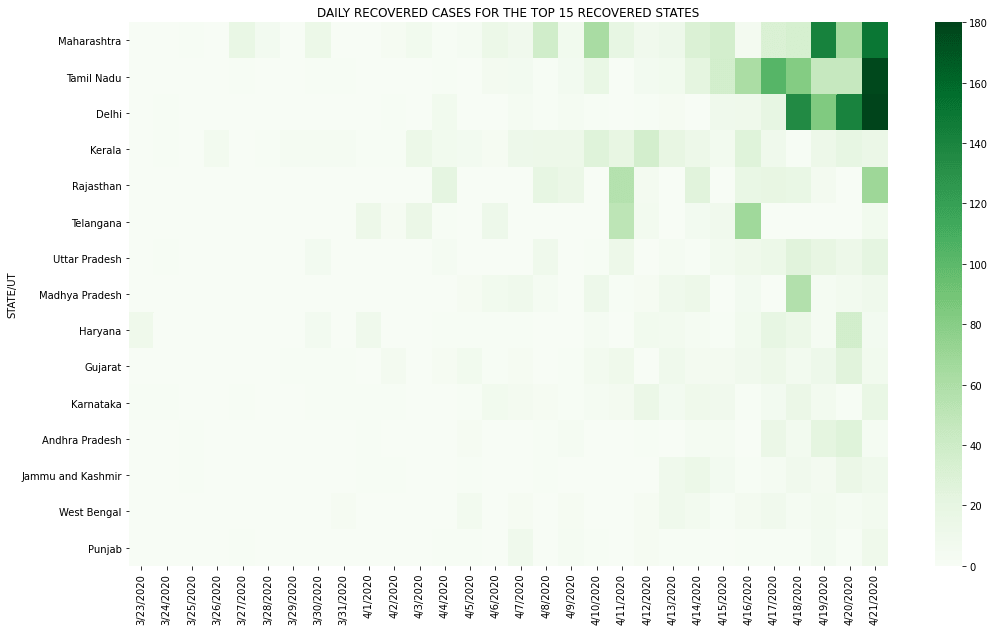 DAILY RECOVERED CASES FOR THE TOP 15 RECOVERED STATES
STATE/UT
Maharashtra
Tamil Nadu
Delhi
Kerala
Rajasthan
Telangana
Uttar Pradesh
Madhya Pradesh
Haryana
Gujarat
Karnataka
Andhra Pradesh
Jammu and Kashmir
West Bengal
Punjab
3/23/2020
3/24/2020
3/25/2020
3/26/2020
3/27/2020
3/28/2020
3/29/2020
3/30/2020
3/31/2020
4/1/2020
4/2/2020
4/3/2020
4/4/2020
4/5/2020
4/6/2020
4/7/2020
4/8/2020
4/9/2020
4/10/2020
4/11/2020
4/12/2020
4/13/2020
4/14/2020
4/15/2020
4/16/2020
4/17/2020
4/18/2020
4/19/2020
4/20/2020
4/21/2020
180
160
140
120
100
80
60
40
20
0